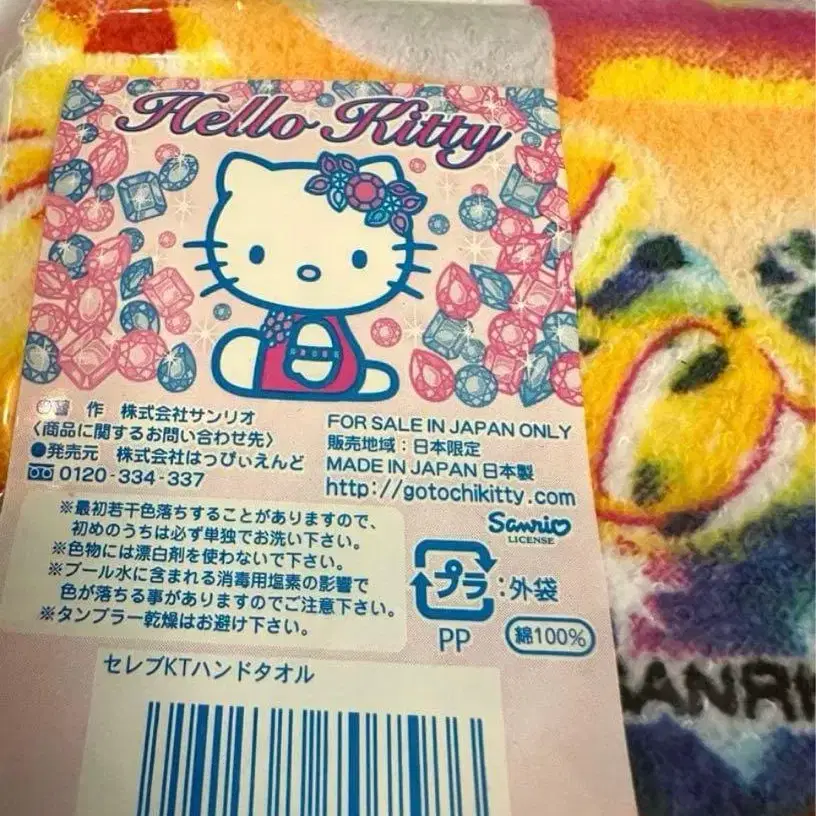 Hello Kitty
著 作 株式会社サンリオ
〈商品に関するお問い合わせ先〉
●発売元 株式会社はっぴぃえんど
0120-334-337
FOR SALE IN JAPAN ONLY
販売地域：日本限定
MADE IN JAPAN 日本製
http://gotochikitty.com
Sanrio
LICENSE
※最初若干色落ちすることがありますので、
初めのうちは必ず単独でお洗い下さい。
※色物には漂白剤を使わないで下さい。
※プール水に含まれる消毒用塩素の影響で
色が落ちる事がありますのでご注意下さい。
※タンブラー乾燥はお避け下さい。
プラ：外袋
PP
綿100%
セレブKTハンドタオル
SANRI